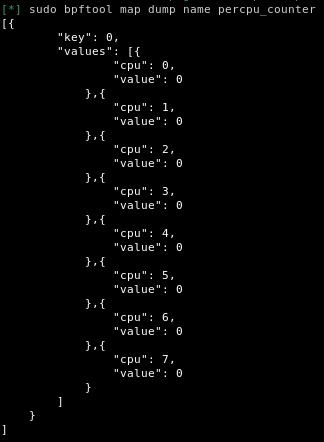 [*] sudo bpftool map dump name percpu_counter
[{
        "key": 0,
        "values": [{
                "cpu": 0,
                "value": 0
            },{
                "cpu": 1,
                "value": 0
            },{
                "cpu": 2,
                "value": 0
            },{
                "cpu": 3,
                "value": 0
            },{
                "cpu": 4,
                "value": 0
            },{
                "cpu": 5,
                "value": 0
            },{
                "cpu": 6,
                "value": 0
            },{
                "cpu": 7,
                "value": 0
            }
        ]
    }
]